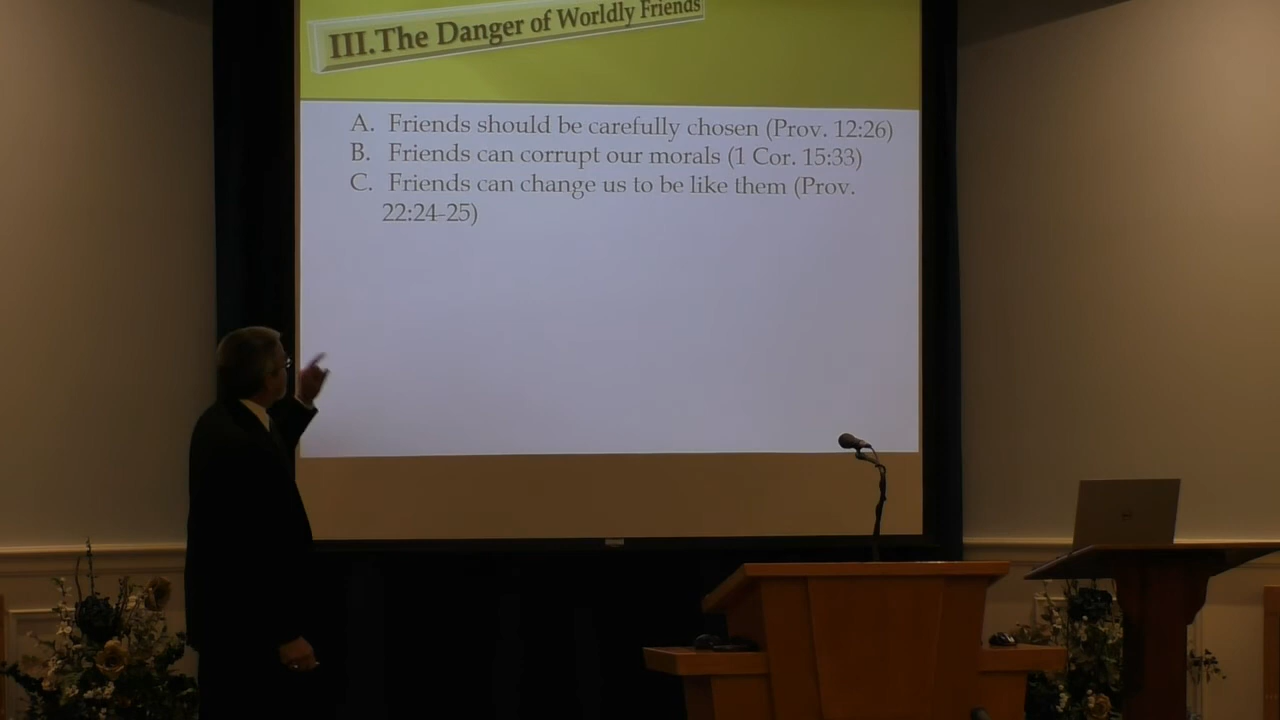 III.The Danger of Worldly Friends
A. Friends should be carefully chosen (Prov. 12:26)
B. Friends can corrupt our morals (1 Cor. 15:33)
C. Friends can change us to be like them (Prov.
22:24-25)